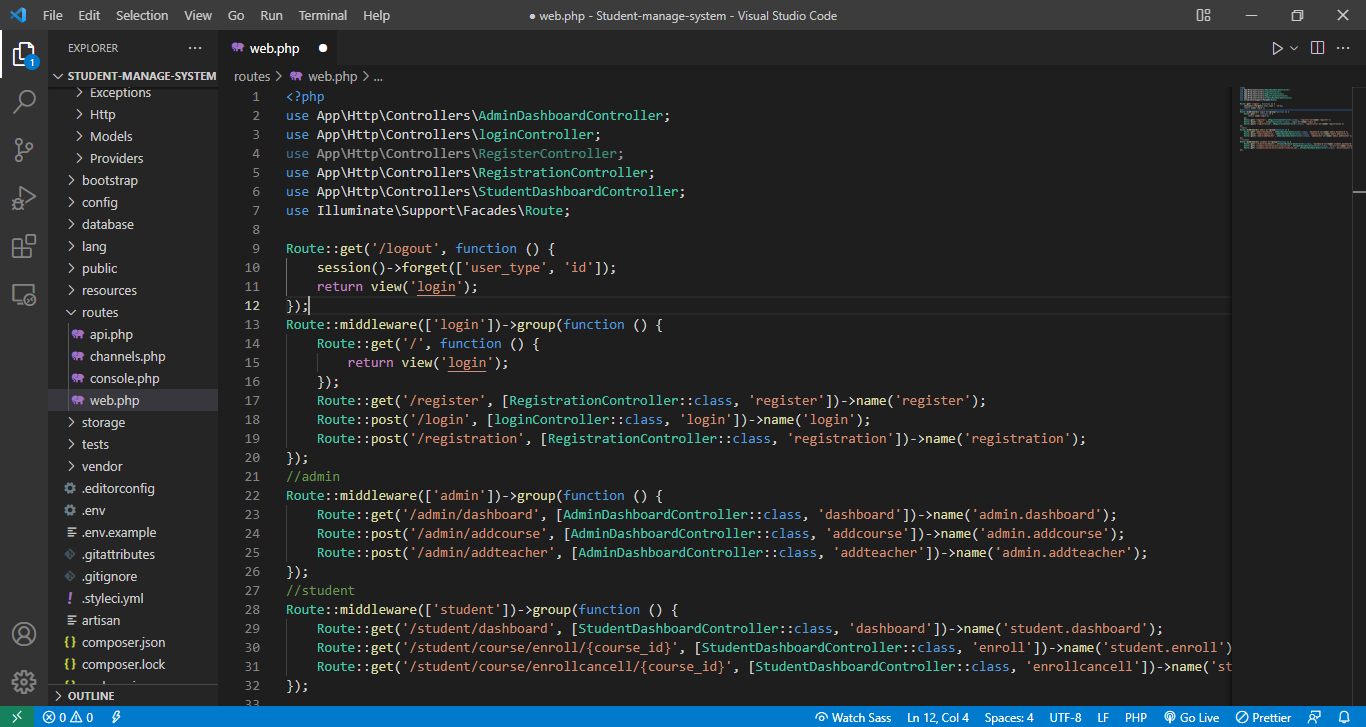 File Edit Selection View Go Run Terminal Help
● web.php - Student-manage-system - Visual Studio Code
1
EXPLORER
STUDENT-MANAGE-SYSTEM
Exceptions
Http
Models
Providers
bootstrap
config
database
lang
public
resources
routes
api.php
channels.php
console.php
web.php
storage
tests
vendor
.editorconfig
.env
.env.example
.gitattributes
.gitignore
.styleci.yml
artisan
composer.json
composer.lock
OUTLINE
web.php
routes > web.php > ...
1 <?php
2 use App\Http\Controllers\AdminDashboardController;
3 use App\Http\Controllers\loginController;
4 use App\Http\Controllers\RegisterController;
5 use App\Http\Controllers\RegistrationController;
6 use App\Http\Controllers\StudentDashboardController;
7 use Illuminate\Support\Facades\Route;
8
9 Route::get('/logout', function () {
10     session()->forget(['user_type', 'id']);
11     return view('login');
12 });
13 Route::middleware(['login'])->group(function () {
14     Route::get('/', function () {
15         return view('login');
16     });
17     Route::get('/register', [RegistrationController::class, 'register'])->name('register');
18     Route::post('/login', [loginController::class, 'login'])->name('login');
19     Route::post('/registration', [RegistrationController::class, 'registration'])->name('registration');
20 });
21 //admin
22 Route::middleware(['admin'])->group(function () {
23     Route::get('/admin/dashboard', [AdminDashboardController::class, 'dashboard'])->name('admin.dashboard');
24     Route::post('/admin/addcourse', [AdminDashboardController::class, 'addcourse'])->name('admin.addcourse');
25     Route::post('/admin/addteacher', [AdminDashboardController::class, 'addteacher'])->name('admin.addteacher');
26 });
27 //student
28 Route::middleware(['student'])->group(function () {
29     Route::get('/student/dashboard', [StudentDashboardController::class, 'dashboard'])->name('student.dashboard');
30     Route::get('/student/course/enroll/{course_id}', [StudentDashboardController::class, 'enroll'])->name('student.enroll')
31     Route::get('/student/course/enrollcancell/{course_id}', [StudentDashboardController::class, 'enrollcancell'])->name('st
32 });
33
0 0
Watch Sass Ln 12, Col 4 Spaces: 4 UTF-8 LF PHP Go Live Prettier